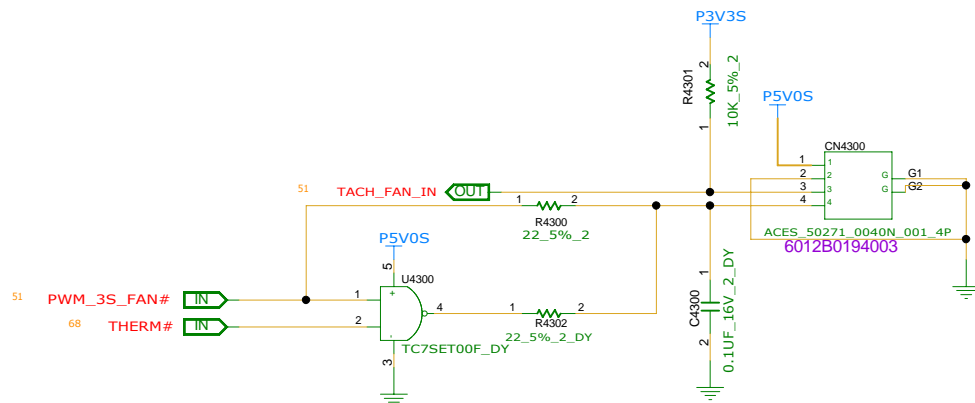 P3V3S
2
R4301
10K_5%_2
1
P5V0S
CN4300
1
1
2
2
G
G1
3
3
G
G2
4
4
ACES_50271_0040N_001_4P
6012B0194003
51
TACH_FAN_IN
OUT
1
2
R4300
22_5%_2
P5V0S
5
U4300
51
PWM_3S_FAN#
IN
1
+
4
68
THERM#
IN
2
-
3
TC7SET00F_DY
1
2
R4302
22_5%_2_DY
1
C4300
2
0.1UF_16V_2_DY